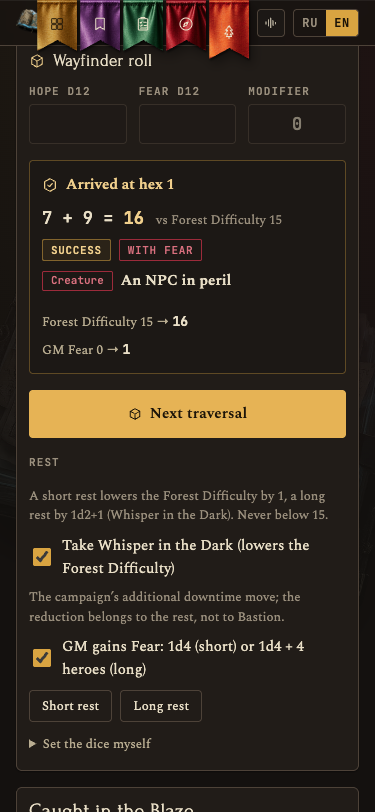 RU
EN
Wayfinder roll
HOPE D12
FEAR D12
MODIFIER
0
Arrived at hex 1
7 + 9 = 16 vs Forest Difficulty 15
SUCCESS
WITH FEAR
Creature An NPC in peril
Forest Difficulty 15 → 16
GM Fear 0 → 1
Next traversal
REST
A short rest lowers the Forest Difficulty by 1, a long
rest by 1d2+1 (Whisper in the Dark). Never below 15.
Take Whisper in the Dark (lowers the
Forest Difficulty)
The campaign's additional downtime move; the
reduction belongs to the rest, not to Bastion.
GM gains Fear: 1d4 (short) or 1d4 + 4
heroes (long)
Short rest
Long rest
Set the dice myself
Caught in the Blaze